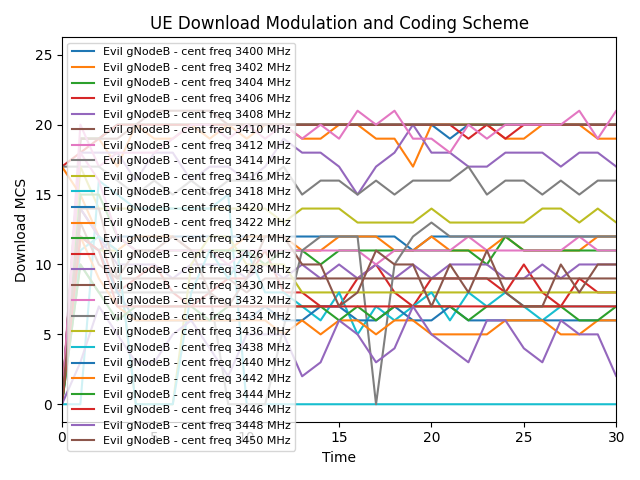 UE Download Modulation and Coding Scheme
Download MCS
25
20
15
10
5
0
Evil gNodeB - cent freq 3400 MHz
Evil gNodeB - cent freq 3402 MHz
Evil gNodeB - cent freq 3404 MHz
Evil gNodeB - cent freq 3406 MHz
Evil gNodeB - cent freq 3408 MHz
Evil gNodeB - cent freq 3410 MHz
Evil gNodeB - cent freq 3412 MHz
Evil gNodeB - cent freq 3414 MHz
Evil gNodeB - cent freq 3416 MHz
Evil gNodeB - cent freq 3418 MHz
Evil gNodeB - cent freq 3420 MHz
Evil gNodeB - cent freq 3422 MHz
Evil gNodeB - cent freq 3424 MHz
Evil gNodeB - cent freq 3426 MHz
Evil gNodeB - cent freq 3428 MHz
Evil gNodeB - cent freq 3430 MHz
Evil gNodeB - cent freq 3432 MHz
Evil gNodeB - cent freq 3434 MHz
Evil gNodeB - cent freq 3436 MHz
Evil gNodeB - cent freq 3438 MHz
Evil gNodeB - cent freq 3440 MHz
Evil gNodeB - cent freq 3442 MHz
Evil gNodeB - cent freq 3444 MHz
Evil gNodeB - cent freq 3446 MHz
Evil gNodeB - cent freq 3448 MHz
Evil gNodeB - cent freq 3450 MHz
0 5 10 15 20 25 30
Time